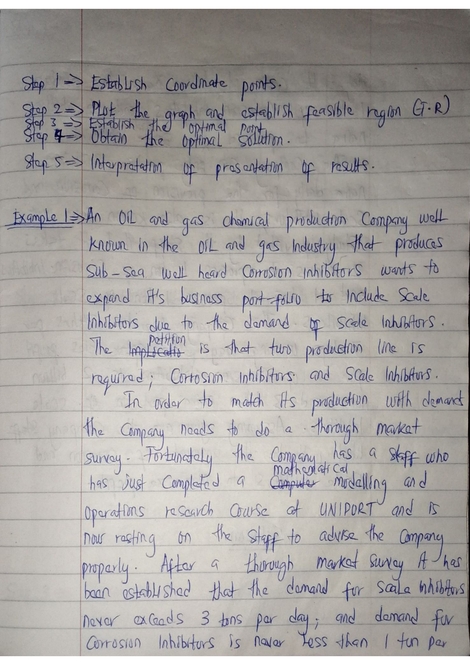 Step 1 => Establish Coordinate points.
Step 2 => Plot the graph and establish feasible region (F.R)
Step 3 => Establish the optimal point
Step 4 => Obtain the optimal solution.
Step 5 => Interpretation of presentation of results.
Example 1 => An OIL and gas chemical production Company well
known in the OIL and gas Industry that produces
Sub-sea well heard Corrosion Inhibitors wants to
expand It's business port-folio to Include Scale
Inhibitors due to the demand of Scale Inhibitors.
The petition is that two production line is
required; Corrosion Inhibitors and Scale Inhibitors.
In order to match Its production with demand
the Company needs to do a thorough market
survey. Fortunately the Company has a staff who
has just Completed a mathematical modelling and
Operations research Course at UNIPORT and is
now resting on the Staff to advise the Company
properly. After a thorough market survey It has
been established that the demand for Scale Inhibitors
never exceeds 3 tons per day; and demand for
Corrosion Inhibitors is never Less than 1 ton per